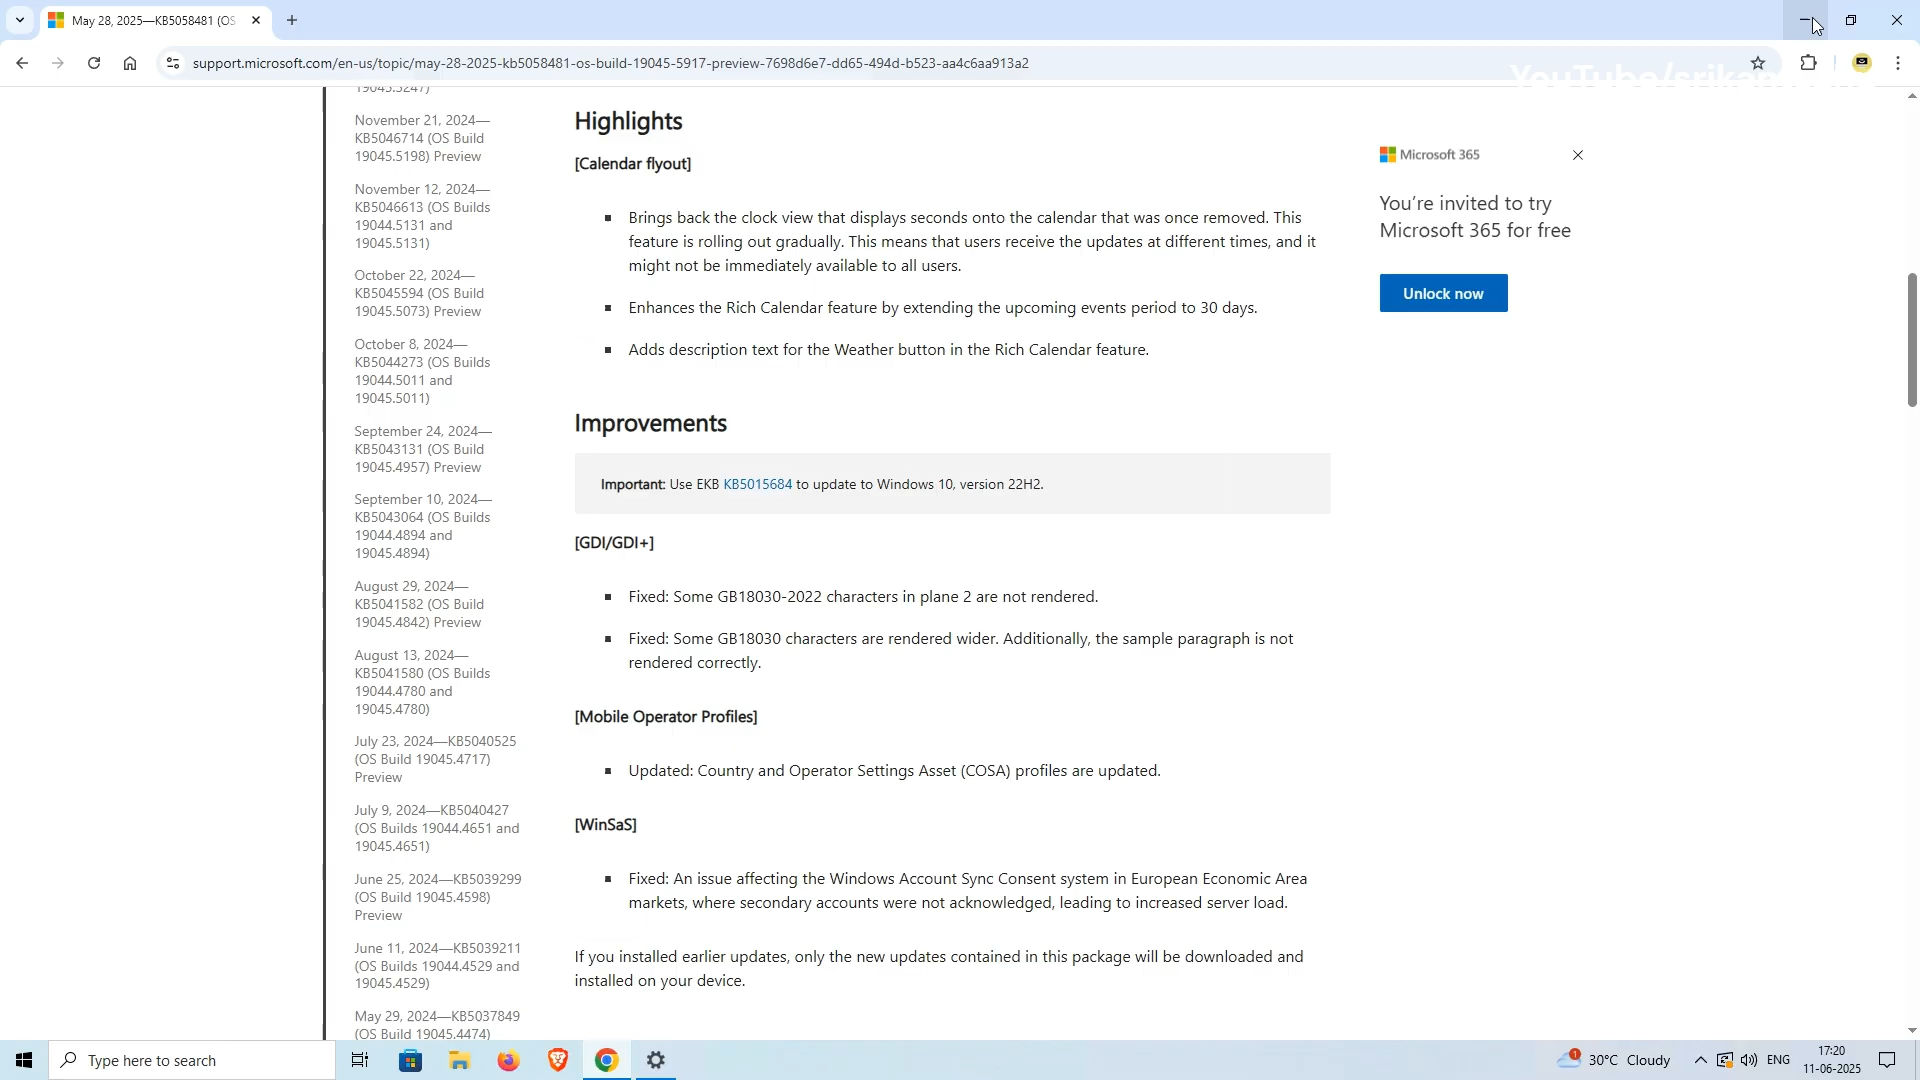 May 28, 2025—KB5058481 (OS
support.microsoft.com/en-us/topic/may-28-2025-kb5058481-os-build-19045-5917-preview-7698d6e7-dd65-494d-b523-aa4c6aa913a2
19045.5247)
November 21, 2024—
KB5046714 (OS Build
19045.5198) Preview
November 12, 2024—
KB5046613 (OS Builds
19044.5131 and
19045.5131)
October 22, 2024—
KB5045594 (OS Build
19045.5073) Preview
October 8, 2024—
KB5044273 (OS Builds
19044.5011 and
19045.5011)
September 24, 2024—
KB5043131 (OS Build
19045.4957) Preview
September 10, 2024—
KB5043064 (OS Builds
19044.4894 and
19045.4894)
August 29, 2024—
KB5041582 (OS Build
19045.4842) Preview
August 13, 2024—
KB5041580 (OS Builds
19044.4780 and
19045.4780)
July 23, 2024—KB5040525
(OS Build 19045.4717)
Preview
July 9, 2024—KB5040427
(OS Builds 19044.4651 and
19045.4651)
June 25, 2024—KB5039299
(OS Build 19045.4598)
Preview
June 11, 2024—KB5039211
(OS Builds 19044.4529 and
19045.4529)
May 29, 2024—KB5037849
(OS Build 19045.4474)
Highlights
[Calendar flyout]
▪ Brings back the clock view that displays seconds onto the calendar that was once removed. This
feature is rolling out gradually. This means that users receive the updates at different times, and it
might not be immediately available to all users.
▪ Enhances the Rich Calendar feature by extending the upcoming events period to 30 days.
▪ Adds description text for the Weather button in the Rich Calendar feature.
Improvements
Important: Use EKB KB5015684 to update to Windows 10, version 22H2.
[GDI/GDI+]
▪ Fixed: Some GB18030-2022 characters in plane 2 are not rendered.
▪ Fixed: Some GB18030 characters are rendered wider. Additionally, the sample paragraph is not
rendered correctly.
[Mobile Operator Profiles]
▪ Updated: Country and Operator Settings Asset (COSA) profiles are updated.
[WinSaS]
▪ Fixed: An issue affecting the Windows Account Sync Consent system in European Economic Area
markets, where secondary accounts were not acknowledged, leading to increased server load.
If you installed earlier updates, only the new updates contained in this package will be downloaded and
installed on your device.
Microsoft 365
You're invited to try
Microsoft 365 for free
Unlock now
Type here to search
1
30°C Cloudy
ENG
17:20
11-06-2025